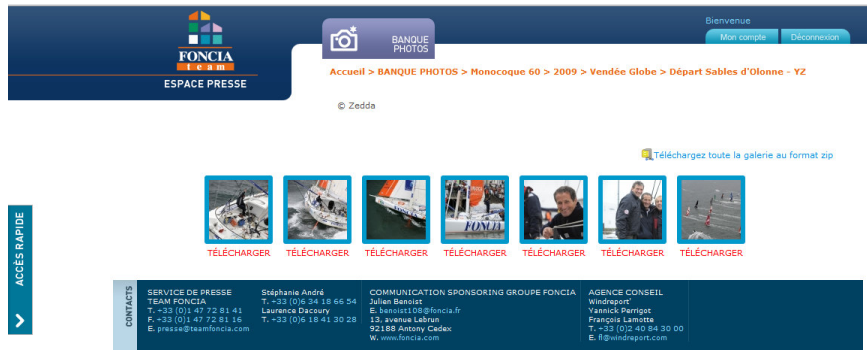 Bienvenue
Mon compte
Déconnexion
BANQUE
PHOTOS
FONCIA
team
ESPACE PRESSE
Accueil > BANQUE PHOTOS > Monocoque 60 > 2009 > Vendée Globe > Départ Sables d'Olonne - YZ
© Zedda
Téléchargez toute la galerie au format zip
FONCIA
TÉLÉCHARGER
TÉLÉCHARGER
TÉLÉCHARGER
TÉLÉCHARGER
TÉLÉCHARGER
TÉLÉCHARGER
TÉLÉCHARGER
ACCÈS RAPIDE
CONTACTS
SERVICE DE PRESSE
TEAM FONCIA
T. +33 (0)1 47 72 81 41
F. +33 (0)1 47 72 81 16
E. presse@teamfoncia.com
Stéphanie André
T. +33 (0)6 34 18 66 54
Laurence Dacoury
T. +33 (0)6 18 41 30 28
COMMUNICATION SPONSORING GROUPE FONCIA
Julien Benoist
E. benoist108@foncia.fr
13, avenue Lebrun
92188 Antony Cedex
W. www.foncia.com
AGENCE CONSEIL
Windreport'
Yannick Perrigot
François Lamotte
T. +33 (0)2 40 84 30 00
E. fl@windreport.com